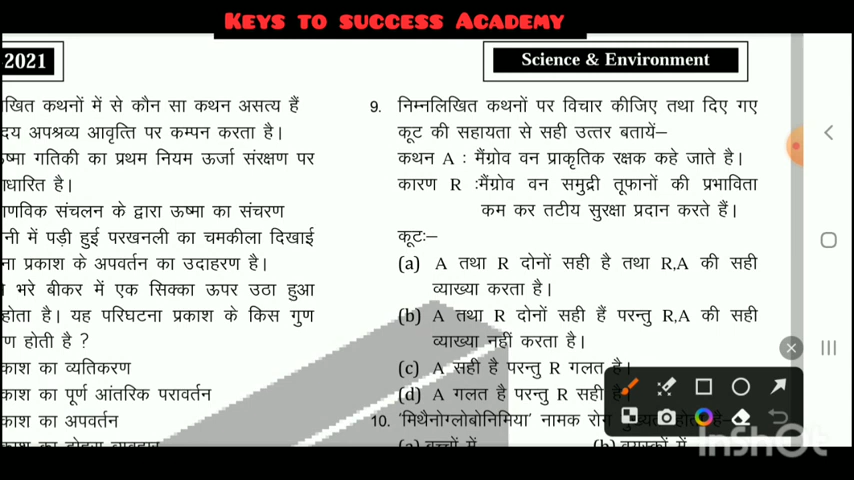 KEYS TO SUCCESS ACADEMY
2021
Science & Environment
कथनों में से कौन सा कथन असत्य हैं
अपश्रव्य आवृत्ति पर कम्पन करता है।
गतिकी का प्रथम नियम ऊर्जा संरक्षण पर
है।
संचलन के द्वारा ऊष्मा का संचरण
में पड़ी हुई परखनली का चमकीला दिखाई
प्रकाश के अपवर्तन का उदाहरण है।
भरे बीकर में एक सिक्का ऊपर उठा हुआ
होता है। यह परिघटना प्रकाश के किस गुण
होती है ?
का व्यतिकरण
का पूर्ण आंतरिक परावर्तन
का अपवर्तन
9. निम्नलिखित कथनों पर विचार कीजिए तथा दिए गए
कूट की सहायता से सही उत्तर बतायें–
कथन A : मैंग्रोव वन प्राकृतिक रक्षक कहे जाते है।
कारण R :मैंग्रोव वन समुद्री तूफानों की प्रभाविता
कम कर तटीय सुरक्षा प्रदान करते हैं।
कूटः–
(a) A तथा R दोनों सही है तथा R,A की सही
व्याख्या करता है।
(b) A तथा R दोनों सही हैं परन्तु R,A की सही
व्याख्या नहीं करता है।
(c) A सही है परन्तु R गलत है।
(d) A गलत है परन्तु R सही है
10. 'मिथैनोग्लोबोनिमिया' नामक रोग मुख्यतः होता है–
(a) बच्चों में (b) वयस्कों में
InShOt